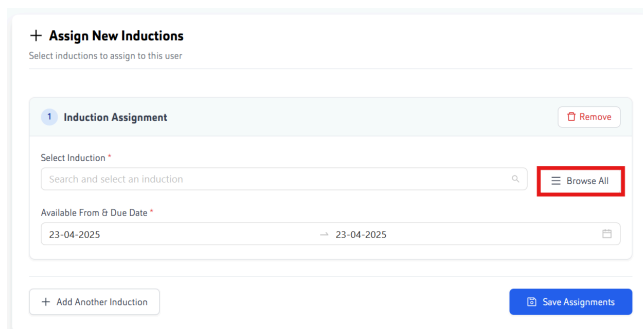 Assign New Inductions
Select inductions to assign to this user
1 Induction Assignment
Remove
Select Induction *
Search and select an induction
Browse All
Available From & Due Date *
23-04-2025 → 23-04-2025
+ Add Another Induction
Save Assignments